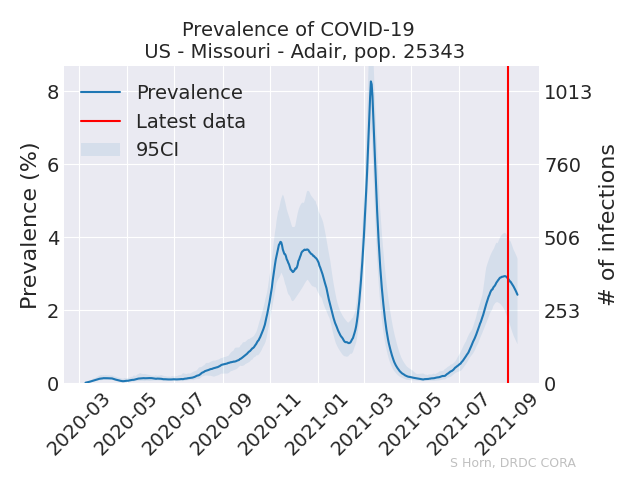 Prevalence of COVID-19
US - Missouri - Adair, pop. 25343
Prevalence
Latest data
95CI
Prevalence (%)
8
6
4
2
0
1013
760
506
253
0
# of infections
2020-03
2020-05
2020-07
2020-09
2020-11
2021-01
2021-03
2021-05
2021-07
2021-09
S Horn, DRDC CORA